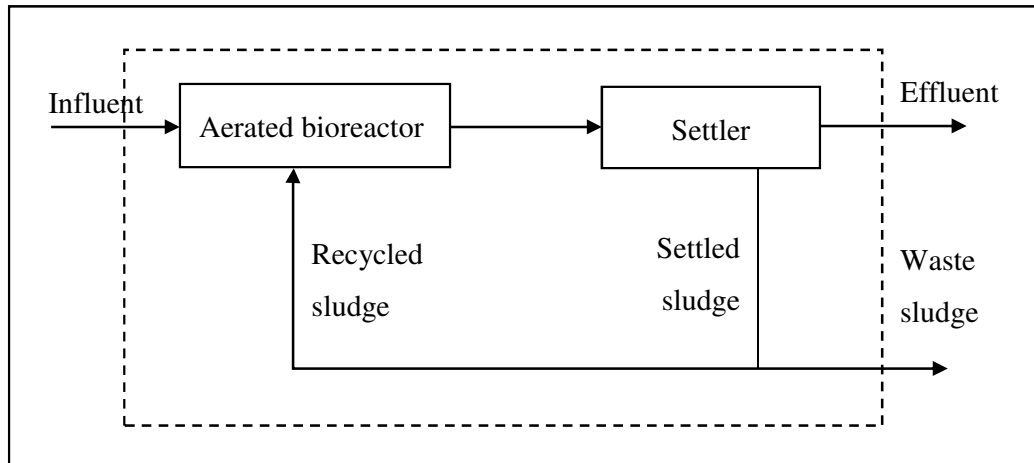 Influent
Aerated bioreactor
Settler
Effluent
Recycled
sludge
Settled
sludge
Waste
sludge